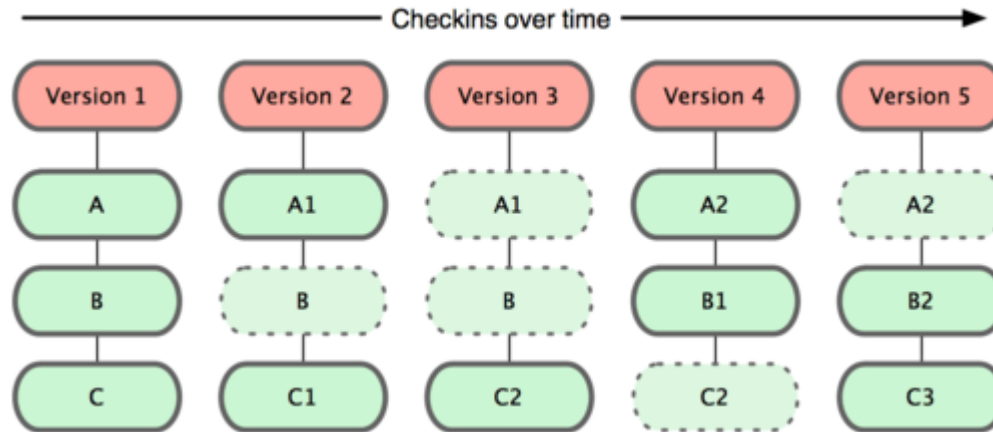 Checkins over time
Version 1 Version 2 Version 3 Version 4 Version 5
A A1 A1 A2 A2
B B B B1 B2
C C1 C2 C2 C3